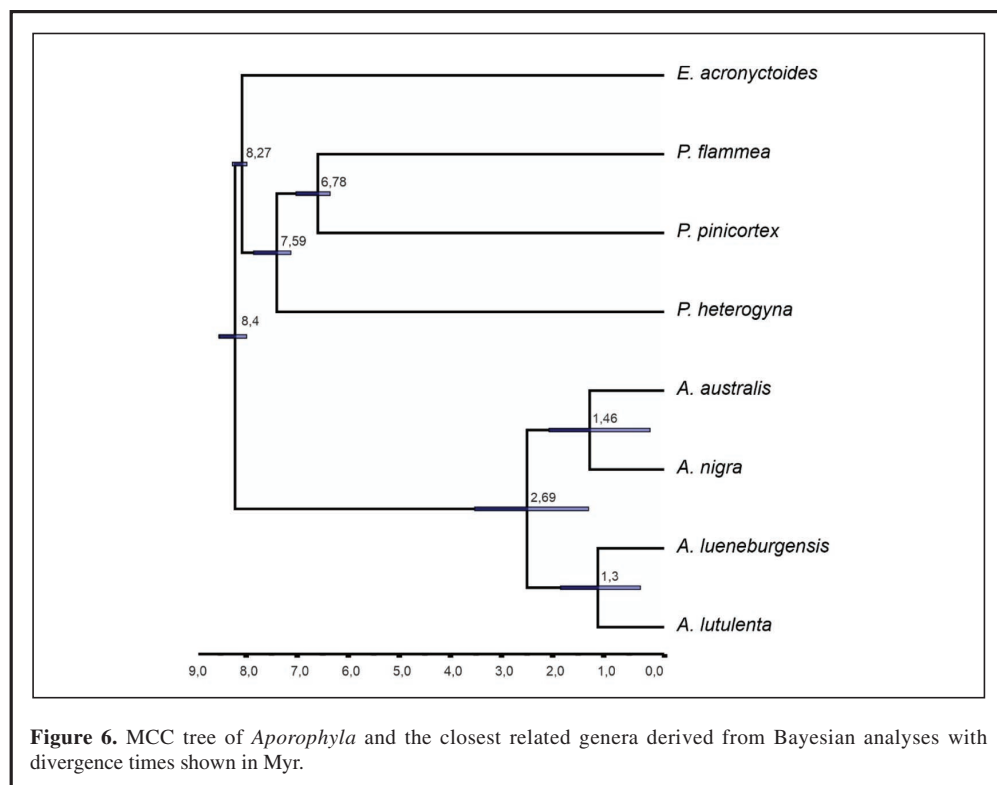 E. acronyctoides
8,27
P. flammea
6,78
P. pinicortex
7,59
P. heterogyna
8,4
A. australis
1,46
A. nigra
2,69
A. lueneburgensis
1,3
A. lutulenta
9,0 8,0 7,0 6,0 5,0 4,0 3,0 2,0 1,0 0,0
Figure 6. MCC tree of Aporophyla and the closest related genera derived from Bayesian analyses with
divergence times shown in Myr.